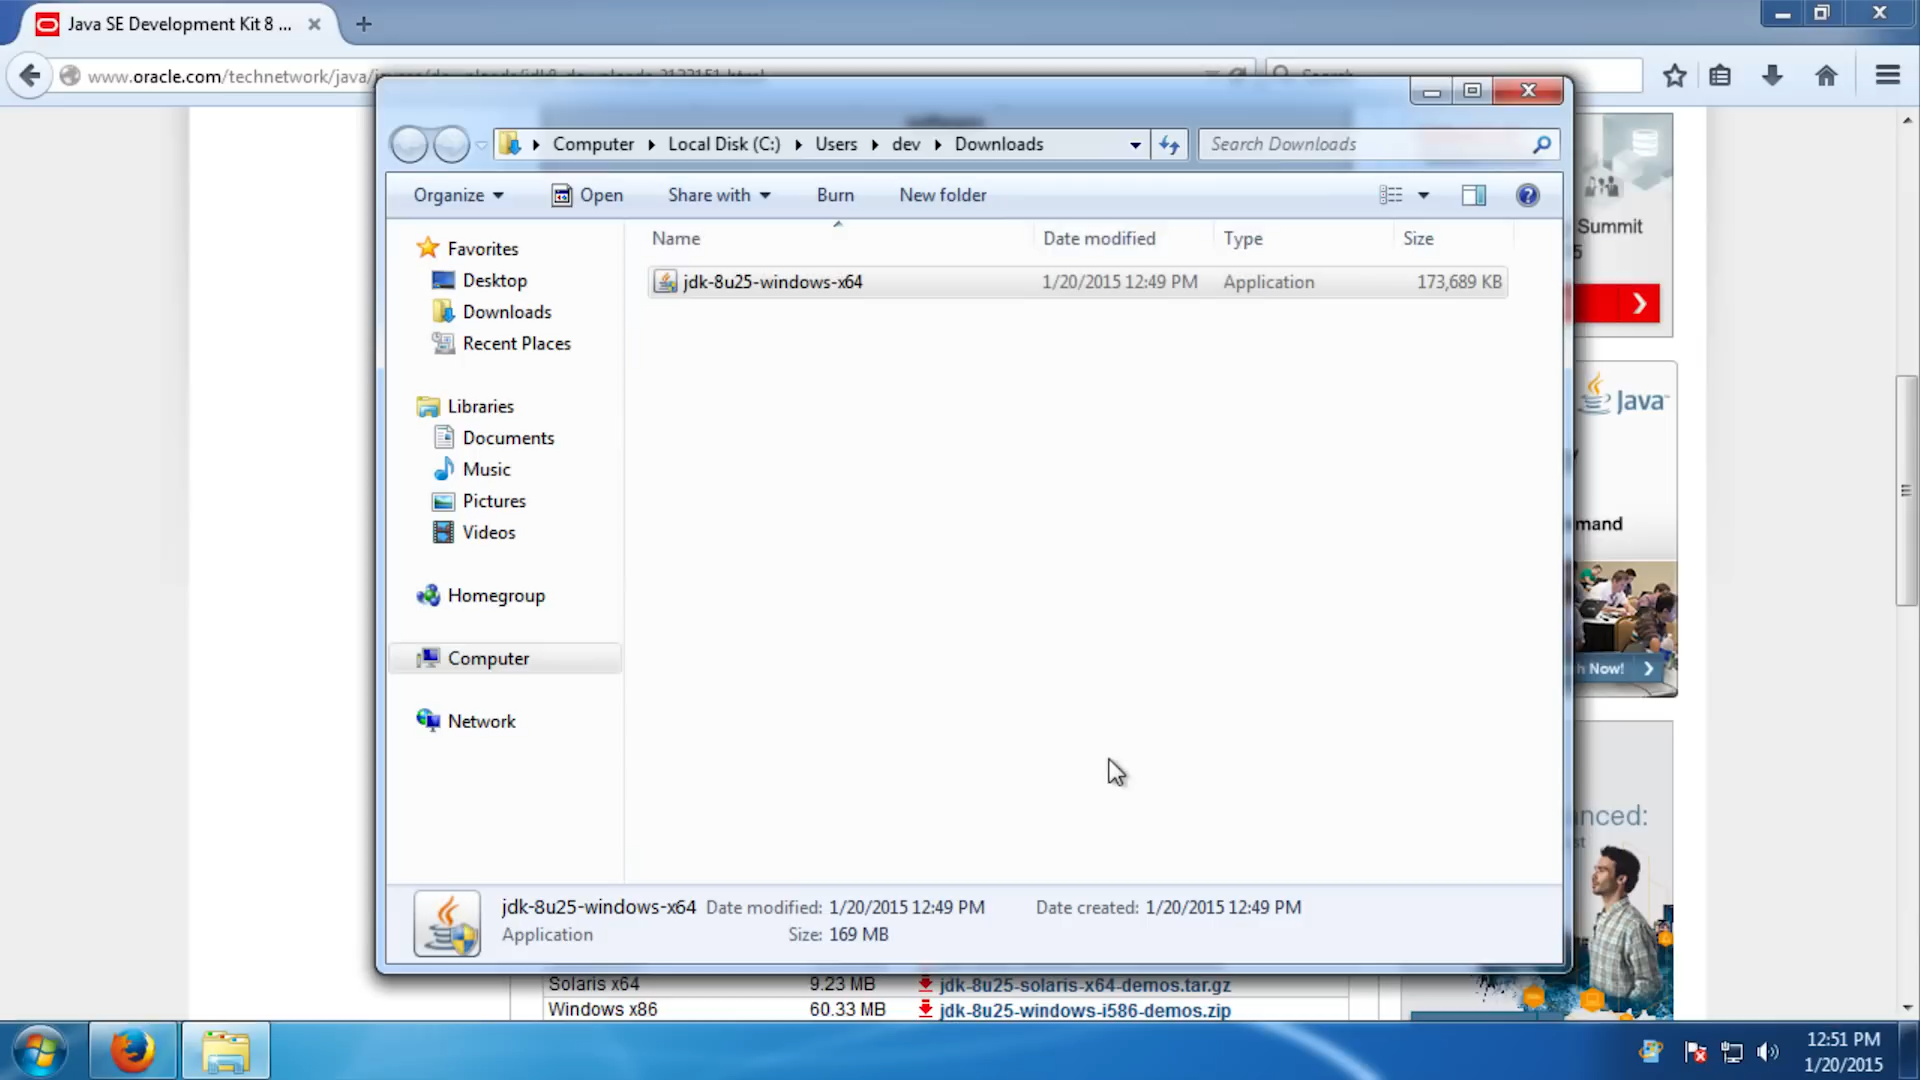 Java SE Development Kit 8 ...
www.oracle.com/technetwork/java/
Computer Local Disk (C:) Users dev Downloads
Search Downloads
Organize Open Share with Burn New folder
Name Date modified Type Size
jdk-8u25-windows-x64 1/20/2015 12:49 PM Application 173,689 KB
Favorites
Desktop
Downloads
Recent Places
Libraries
Documents
Music
Pictures
Videos
Homegroup
Computer
Network
jdk-8u25-windows-x64 Date modified: 1/20/2015 12:49 PM Date created: 1/20/2015 12:49 PM
Application Size: 169 MB
Summit
5
Java
mand
h Now!
nced:
st
Solaris x64 9.23 MB jdk-8u25-solaris-x64-demos.tar.gz
Windows x86 60.33 MB jdk-8u25-windows-i586-demos.zip
12:51 PM
1/20/2015